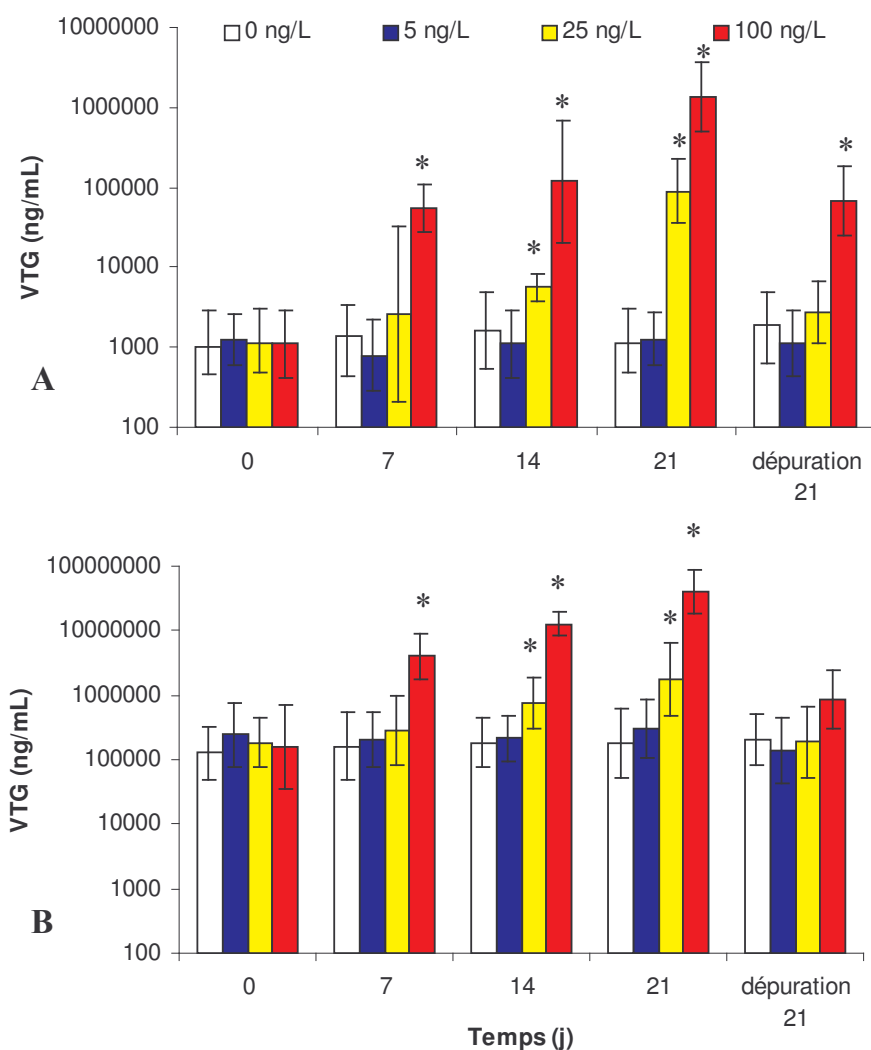 0 ng/L 5 ng/L 25 ng/L 100 ng/L
10000000
1000000
100000
10000
1000
100
VTG (ng/mL)
A
* * * * * *
0 7 14 21 dépuration
21
100000000
10000000
1000000
100000
10000
1000
100
VTG (ng/mL)
B
* * * * *
0 7 14 21 dépuration
21
Temps (j)